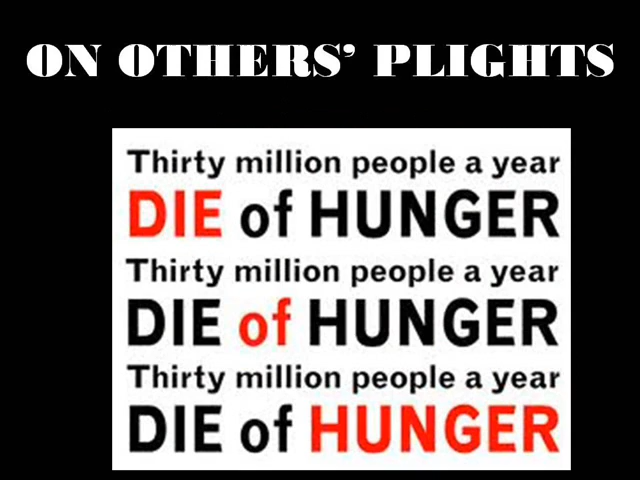 ON OTHERS’ PLIGHTS
Thirty million people a year
DIE of HUNGER
Thirty million people a year
DIE of HUNGER
Thirty million people a year
DIE of HUNGER